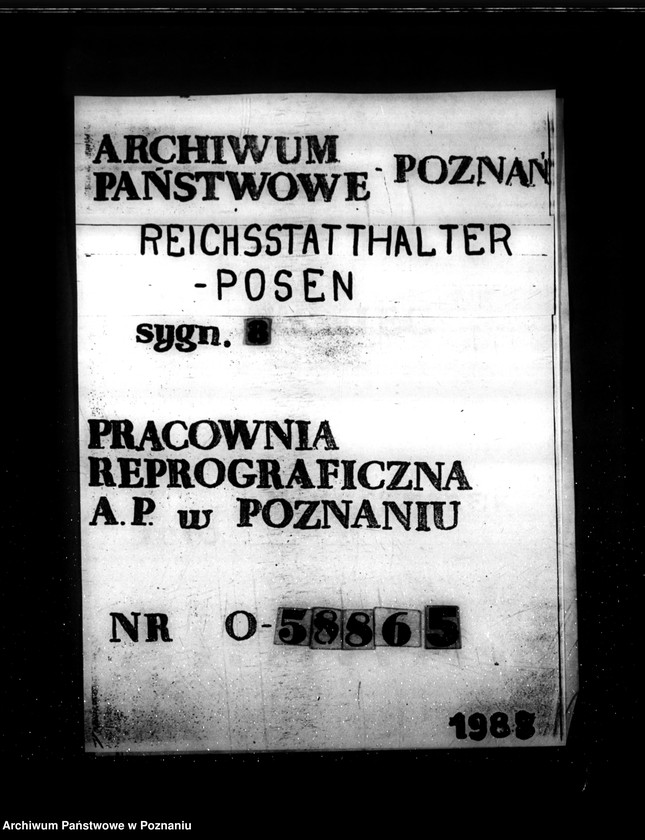 ARCHIWUM
PAŃSTWOWE - POZNAŃ
REICHSSTATTHALTER
-POSEN
sygn. 8
PRACOWNIA
REPROGRAFICZNA
A.P. w POZNANIU
NR O-58865
1988
Archiwum Państwowe w Poznaniu